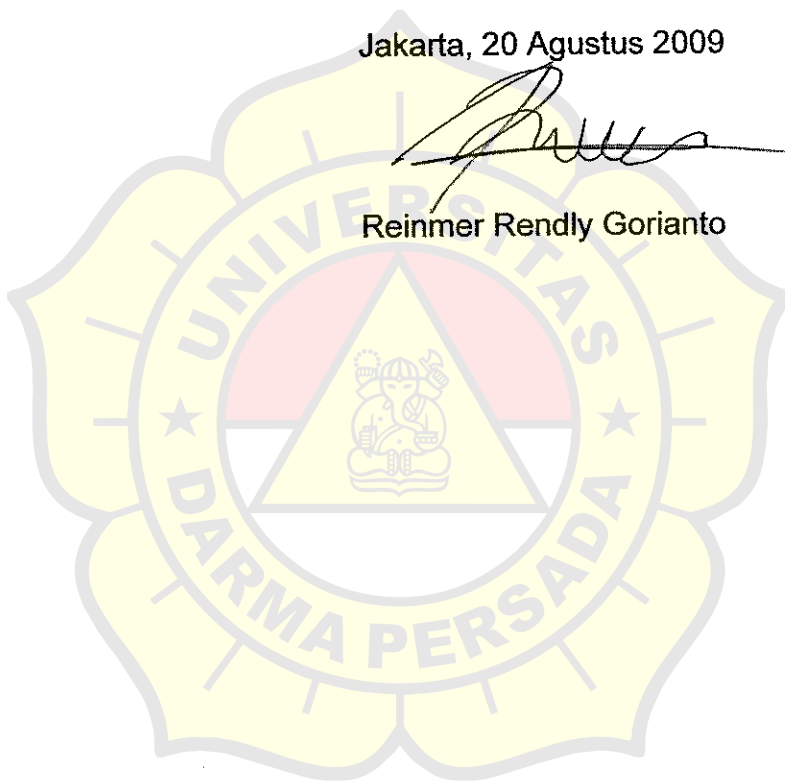 Jakarta, 20 Agustus 2009
Reinmer Rendly Gorianto
UNIVERSITAS
DARMA PERSADA